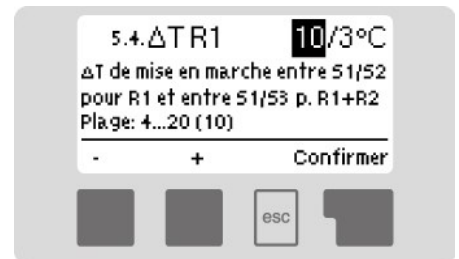 5.4.ΔT R1 10/3°C
ΔT de mise en marche entre S1/S2
pour R1 et entre S1/S3 p. R1+R2
Plage: 4...20 (10)
- + Confirmer
esc